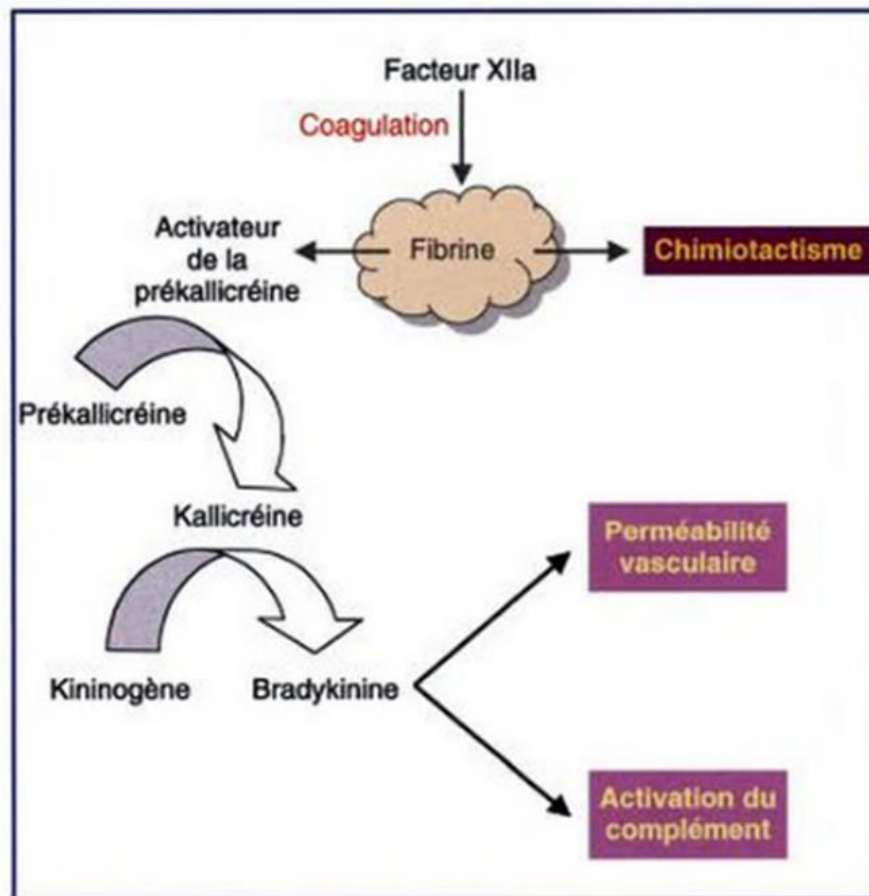 Facteur XIIa
Coagulation
Activateur
de la
prékallicréine
Fibrine
Chimiotactisme
Prékallicréine
Kallicréine
Perméabilité
vasculaire
Kininogène
Bradykinine
Activation du
complément